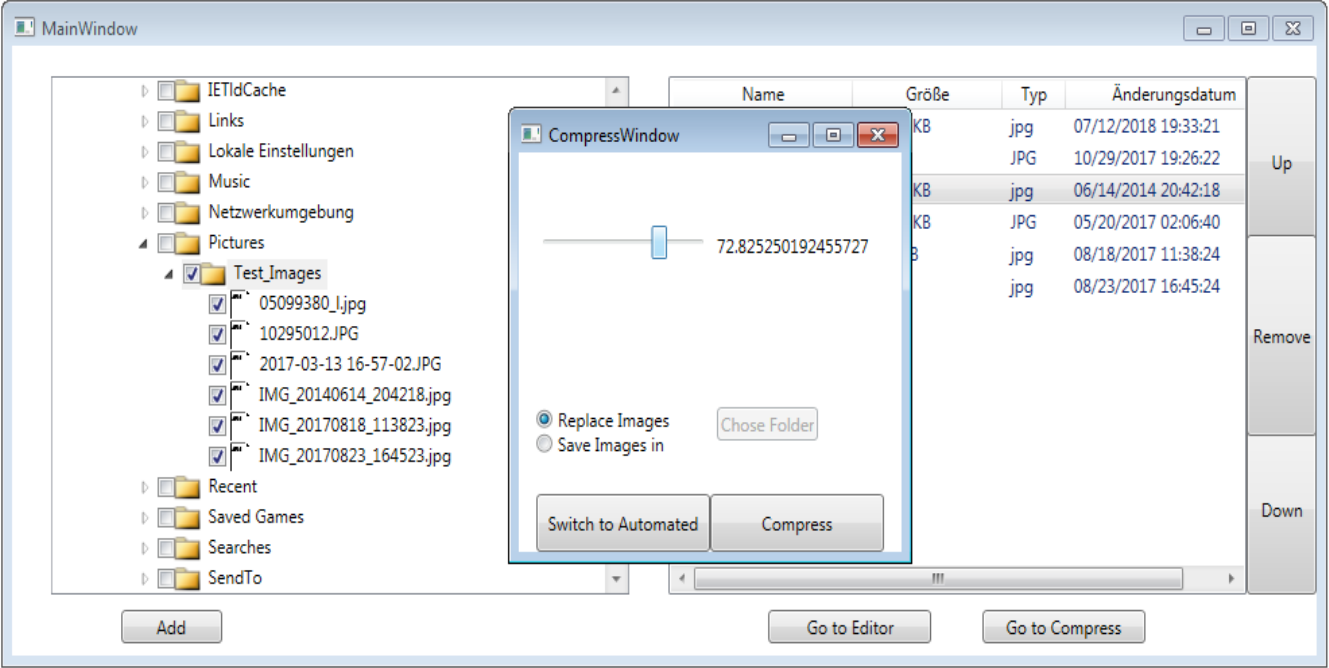 MainWindow
IETldCache
Links
Lokale Einstellungen
Music
Netzwerkumgebung
Pictures
Test_Images
05099380_l.jpg
10295012.JPG
2017-03-13 16-57-02.JPG
IMG_20140614_204218.jpg
IMG_20170818_113823.jpg
IMG_20170823_164523.jpg
Recent
Saved Games
Searches
SendTo
Add
CompressWindow
72.825250192455727
Replace Images
Chose Folder
Save Images in
Switch to Automated
Compress
Name Größe Typ Änderungsdatum
KB jpg 07/12/2018 19:33:21
JPG 10/29/2017 19:26:22
KB jpg 06/14/2014 20:42:18
KB JPG 05/20/2017 02:06:40
B jpg 08/18/2017 11:38:24
jpg 08/23/2017 16:45:24
Up
Remove
Down
Go to Editor
Go to Compress